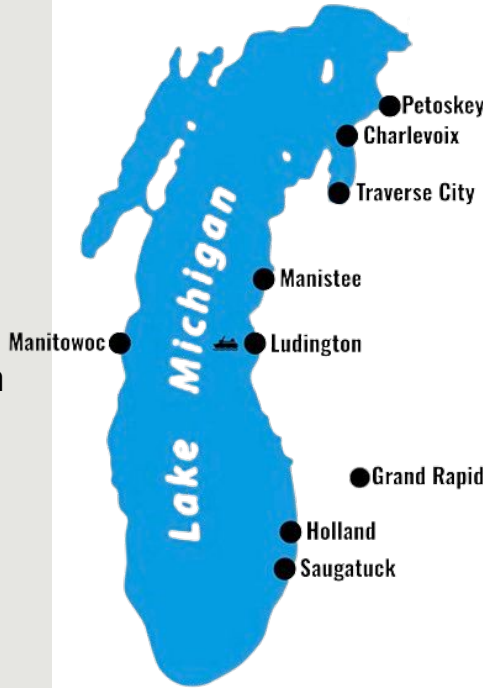 Petoskey
Charlevoix
Traverse City
Lake Michigan
Manistee
Manitowoc
Ludington
Grand Rapid
Holland
Saugatuck